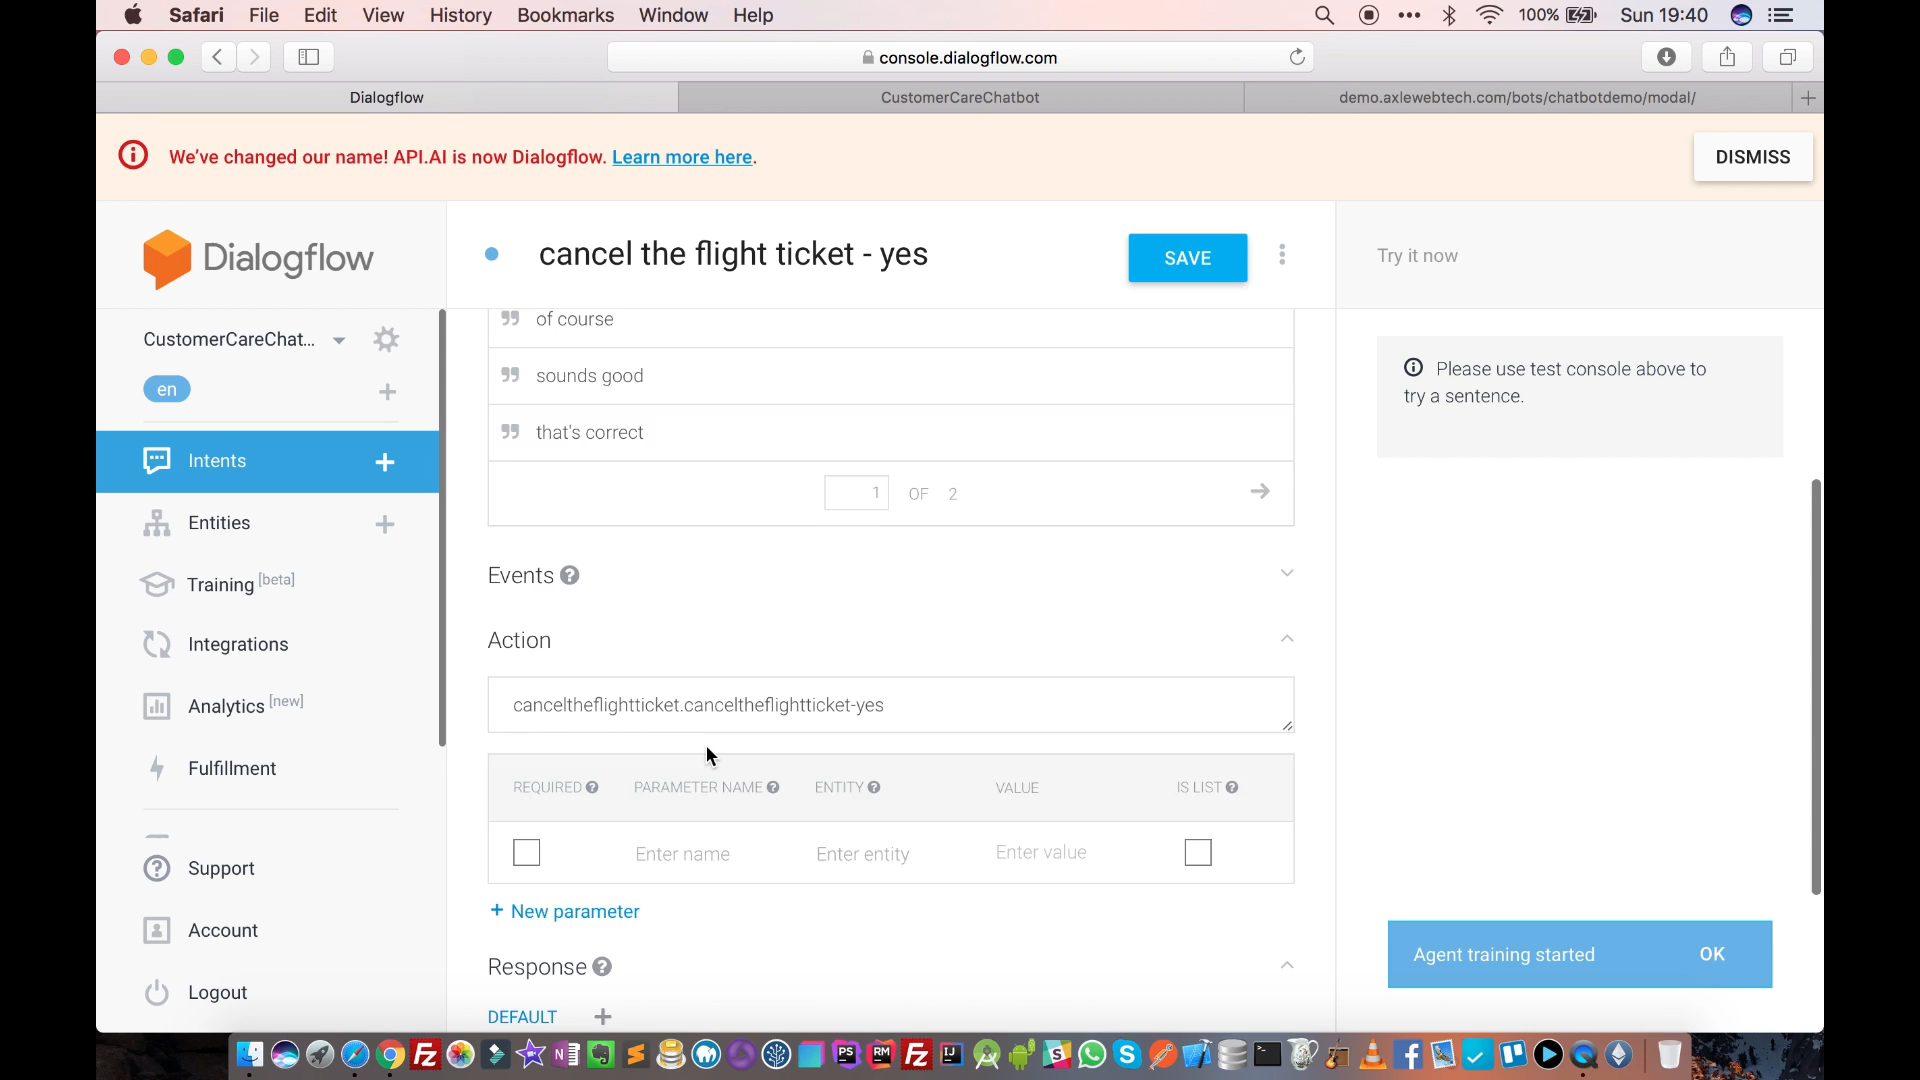 Safari File Edit View History Bookmarks Window Help 100% Sun 19:40
console.dialogflow.com
Dialogflow CustomerCareChatbot demo.axlewebtech.com/bots/chatbotdemo/modal/
We've changed our name! API.AI is now Dialogflow. Learn more here. DISMISS
Dialogflow cancel the flight ticket - yes SAVE Try it now
CustomerCareChat...
en
Intents
Entities
Training [beta]
Integrations
Analytics [new]
Fulfillment
Support
Account
Logout
of course
sounds good
that's correct
1 OF 2
Events
Action
canceltheflightticket.canceltheflightticket-yes
REQUIRED PARAMETER NAME ENTITY VALUE IS LIST
Enter name Enter entity Enter value
+ New parameter
Response
DEFAULT
Please use test console above to
try a sentence.
Agent training started OK